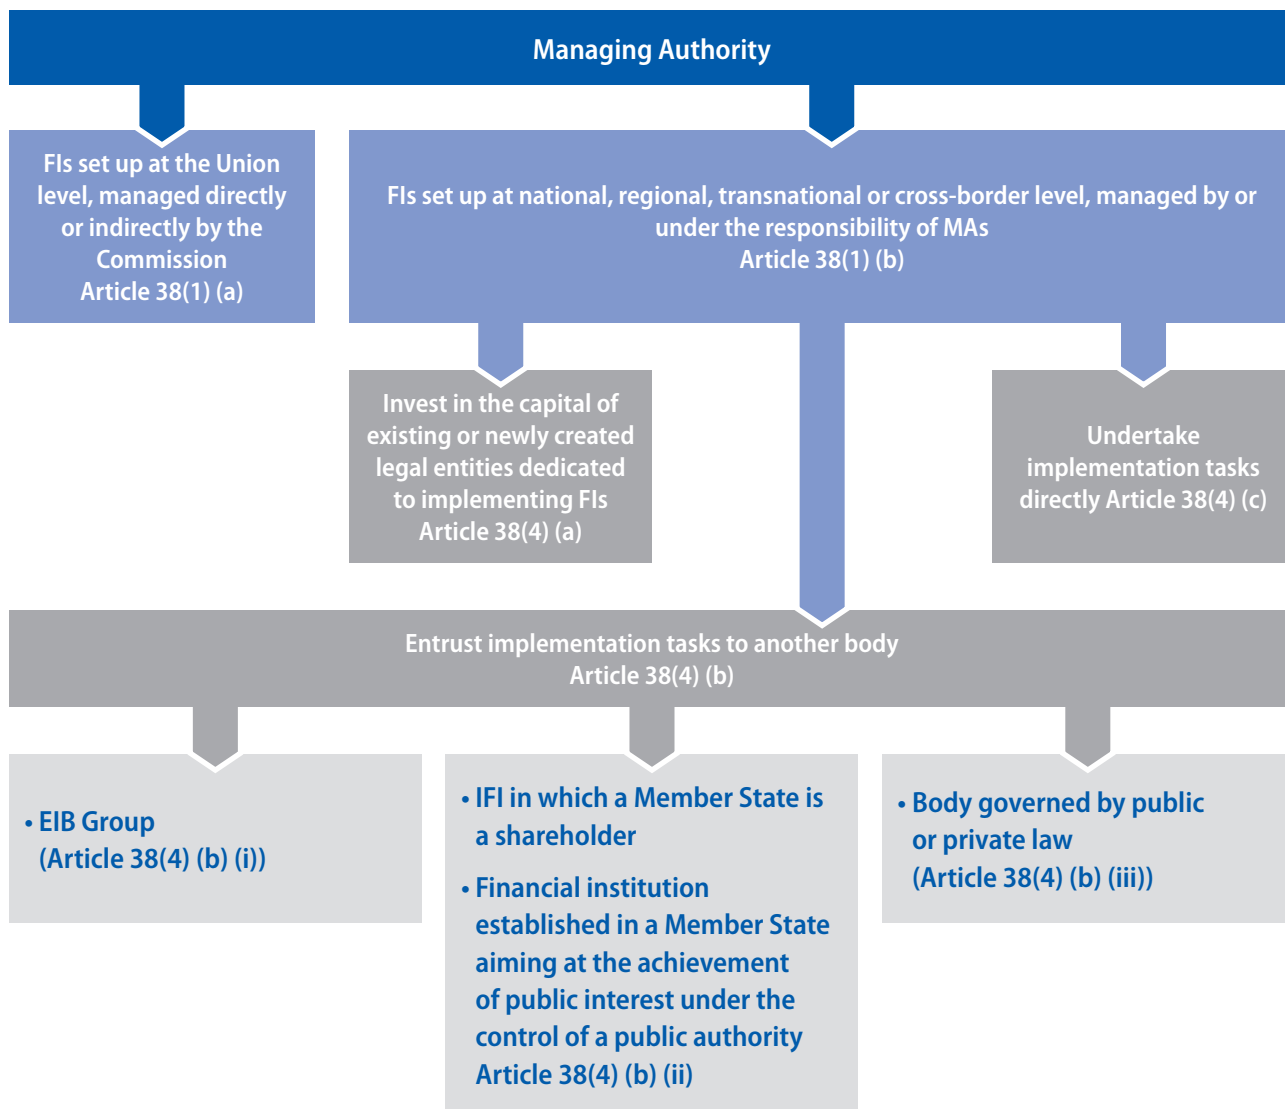 Managing Authority
FIs set up at the Union
level, managed directly
or indirectly by the
Commission
Article 38(1) (a)
FIs set up at national, regional, transnational or cross-border level, managed by or
under the responsibility of MAs
Article 38(1) (b)
Invest in the capital of
existing or newly created
legal entities dedicated
to implementing FIs
Article 38(4) (a)
Undertake
implementation tasks
directly Article 38(4) (c)
Entrust implementation tasks to another body
Article 38(4) (b)
• EIB Group
(Article 38(4) (b) (i))
• IFI in which a Member State is
a shareholder
• Financial institution
established in a Member State
aiming at the achievement
of public interest under the
control of a public authority
Article 38(4) (b) (ii)
• Body governed by public
or private law
(Article 38(4) (b) (iii))